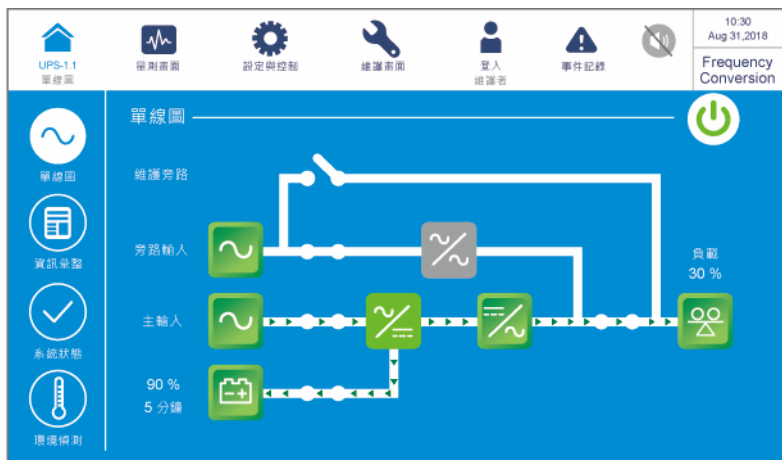 10:30
Aug 31,2018
UPS-1.1
單線圖
量測畫面
設定與控制
維護畫面
登入
維護者
事件記錄
Frequency
Conversion
單線圖
單線圖
維護旁路
資訊彙整
旁路輸入
負載
30 %
主輸入
系統狀態
90 %
5 分鐘
環境偵測